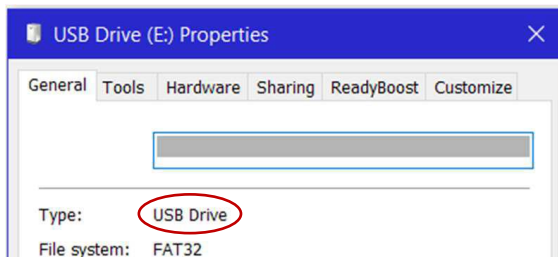 USB Drive (E:) Properties
General Tools Hardware Sharing ReadyBoost Customize
Type: USB Drive
File system: FAT32